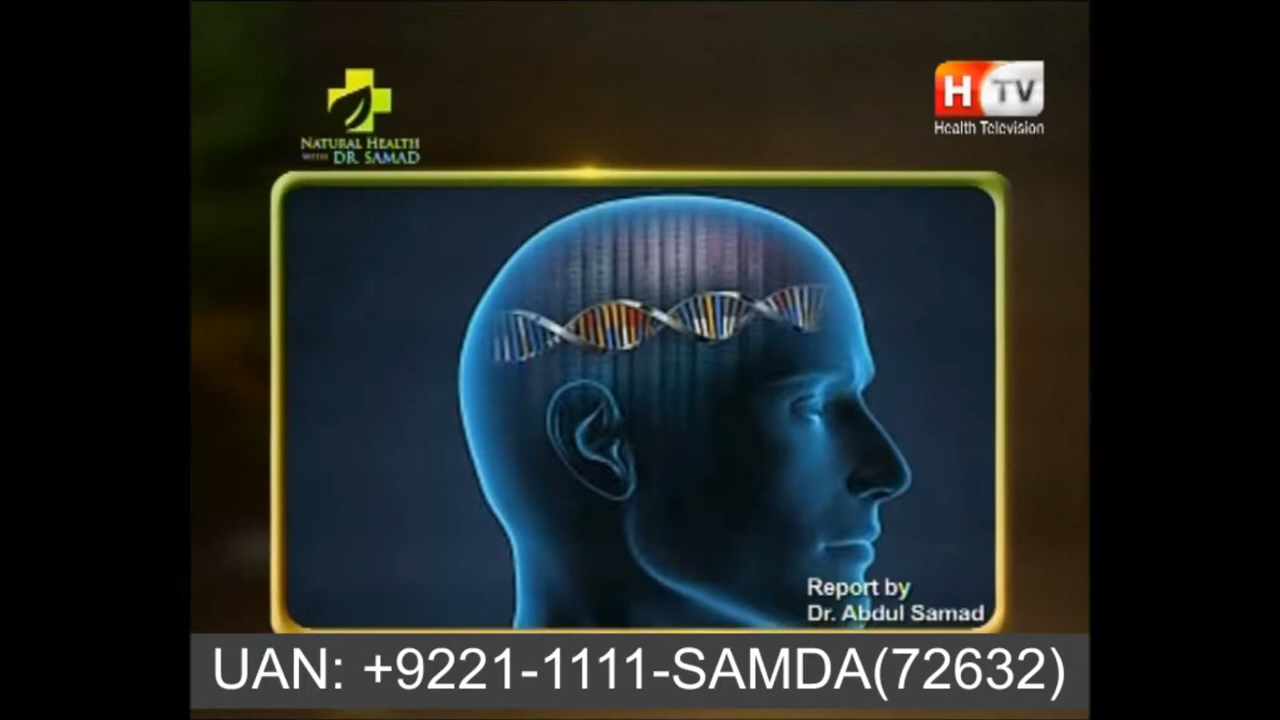 NATURAL HEALTH
WITH DR. SAMAD
H TV
Health Television
Report by
Dr. Abdul Samad
UAN: +9221-1111-SAMDA(72632)